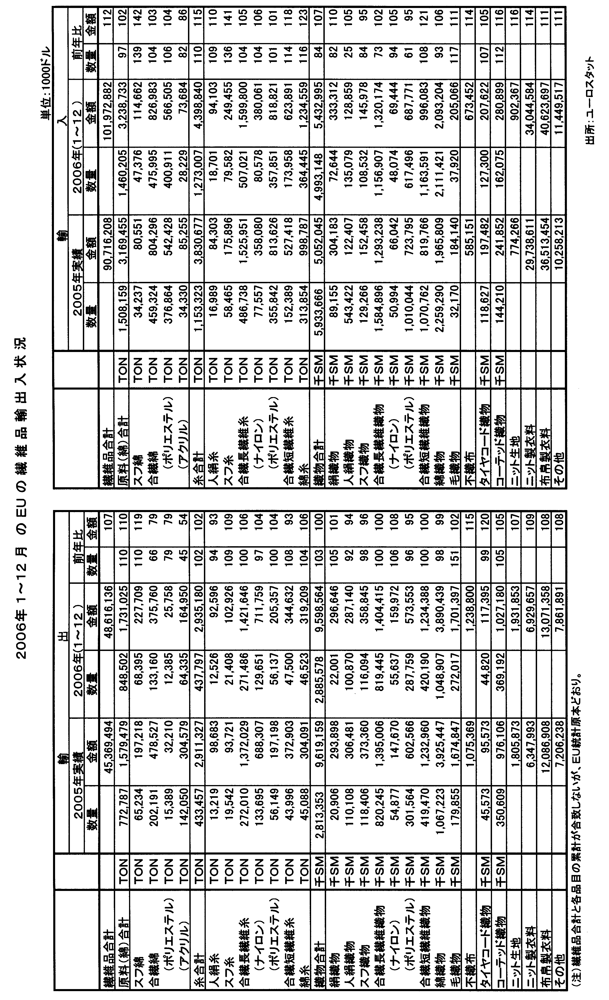 2006年1～12月 のEUの繊維品輸出入状況
単位:1000ドル
輸 出
2005年実績 2006年(1～12) 前年比
数量 金額 数量 金額 数量 金額
繊維品合計 45,369,494 48,616,136 107
原料(綿)合計 TON 772,787 1,579,479 848,502 1,731,025 110 110
スフ綿 TON 65,234 197,218 68,395 227,709 110 119
合繊綿 TON 202,191 478,527 133,160 375,760 66 79
(ポリエステル) TON 15,389 32,210 12,385 25,758 79 79
(アクリル) TON 142,050 304,579 64,335 164,950 45 54
糸合計 TON 433,457 2,911,327 437,797 2,935,180 102 102
人絹糸 TON 13,219 98,683 12,526 92,596 94 93
スフ糸 TON 19,542 93,721 21,408 102,926 109 109
合繊長繊維糸 TON 272,010 1,372,029 271,486 1,421,646 100 106
(ナイロン) TON 133,695 688,307 129,651 711,759 97 104
(ポリエステル) TON 56,149 197,198 56,137 205,357 100 104
合繊短繊維糸 TON 43,996 372,903 47,500 344,632 108 93
綿糸 TON 45,088 304,091 46,523 319,209 104 106
織物合計 千SM 2,813,353 9,619,159 2,885,578 9,598,564 103 100
絹織物 千SM 20,906 293,898 22,001 296,646 105 101
人絹織物 千SM 110,108 306,481 100,870 287,140 92 94
スフ織物 千SM 118,406 373,360 116,094 358,845 98 96
合繊長繊維織物 千SM 820,245 1,395,006 819,445 1,404,415 100 100
(ナイロン) 千SM 54,877 147,670 55,637 159,972 106 108
(ポリエステル) 千SM 301,564 602,566 287,759 573,553 96 95
合繊短繊維織物 千SM 419,470 1,232,960 420,190 1,234,388 100 100
綿織物 千SM 1,067,223 3,925,447 1,048,907 3,890,439 98 99
毛織物 千SM 179,855 1,674,847 272,017 1,701,397 151 102
不織布 1,075,369 1,238,800 115
タイヤコード織物 千SM 45,573 95,573 44,820 117,395 99 120
コーテッド織物 千SM 350,609 976,106 369,192 1,027,180 105 105
ニット生地 1,805,873 1,931,853 107
ニット製衣料 6,347,993 6,929,657 109
布帛製衣料 12,086,908 13,071,358 108
その他 7,206,238 7,861,891 108
(注)繊維品合計と各品目の累計が合致しないが、EU統計原本どおり。
輸 入
2005年実績 2006年(1～12) 前年比
数量 金額 数量 金額 数量 金額
繊維品合計 90,716,208 101,972,882 112
原料(綿)合計 TON 1,508,159 3,169,455 1,460,205 3,238,733 97 102
スフ綿 TON 34,237 80,551 47,376 114,662 139 142
合繊綿 TON 459,324 804,296 475,995 826,983 104 103
(ポリエステル) TON 376,864 542,428 400,911 566,505 106 104
(アクリル) TON 34,330 85,255 28,229 73,684 82 86
糸合計 TON 1,153,323 3,830,677 1,273,007 4,398,840 110 115
人絹糸 TON 16,989 84,303 18,701 94,103 109 110
スフ糸 TON 58,465 175,896 79,582 249,455 136 141
合繊長繊維糸 TON 486,738 1,525,951 507,021 1,599,800 104 105
(ナイロン) TON 77,557 358,080 80,578 380,061 104 106
(ポリエステル) TON 355,842 813,626 357,851 818,821 101 101
合繊短繊維糸 TON 152,389 527,418 173,958 623,891 114 118
綿糸 TON 313,854 998,787 364,445 1,234,559 116 123
織物合計 千SM 5,933,666 5,052,045 4,993,148 5,432,995 84 107
絹織物 千SM 89,155 304,183 72,644 333,312 82 110
人絹織物 千SM 543,422 122,407 135,079 128,859 25 105
スフ織物 千SM 129,266 152,458 108,532 145,978 84 95
合繊長繊維織物 千SM 1,584,896 1,293,238 1,156,907 1,320,174 73 102
(ナイロン) 千SM 50,994 66,042 48,074 69,444 94 105
(ポリエステル) 千SM 1,010,044 723,795 617,496 687,771 61 95
合繊短繊維織物 千SM 1,070,762 819,766 1,163,591 996,083 108 121
綿織物 千SM 2,259,290 1,965,809 2,111,421 2,093,204 93 106
毛織物 千SM 32,170 184,140 37,920 205,066 117 111
不織布 585,151 673,452 114
タイヤコード織物 千SM 118,627 197,482 127,300 207,622 107 105
コーテッド織物 千SM 144,210 241,852 162,075 280,899 112 116
ニット生地 774,266 902,367 116
ニット製衣料 29,738,611 34,044,584 114
布帛製衣料 36,513,454 40,623,697 111
その他 10,258,213 11,449,517 111
出所:ユーロスタット